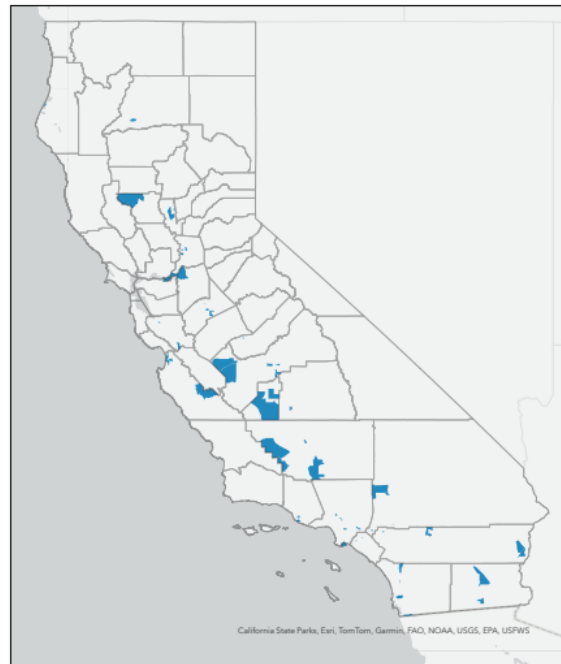 California State Parks, Esri, TomTom, Garmin, FAO, NOAA, USGS, EPA, USFWS